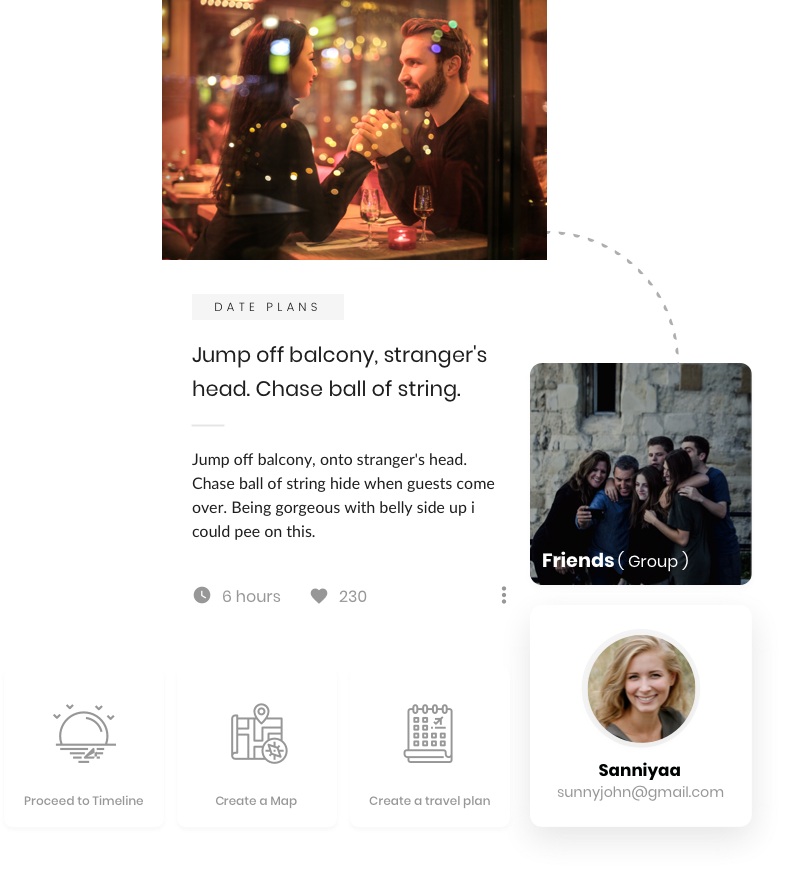 DATE PLANS
Jump off balcony, stranger's
head. Chase ball of string.
Jump off balcony, onto stranger's head.
Chase ball of string hide when guests come
over. Being gorgeous with belly side up i
could pee on this.
6 hours 230
Friends ( Group )
Sanniyaa
sunnyjohn@gmail.com
Proceed to Timeline
Create a Map
Create a travel plan